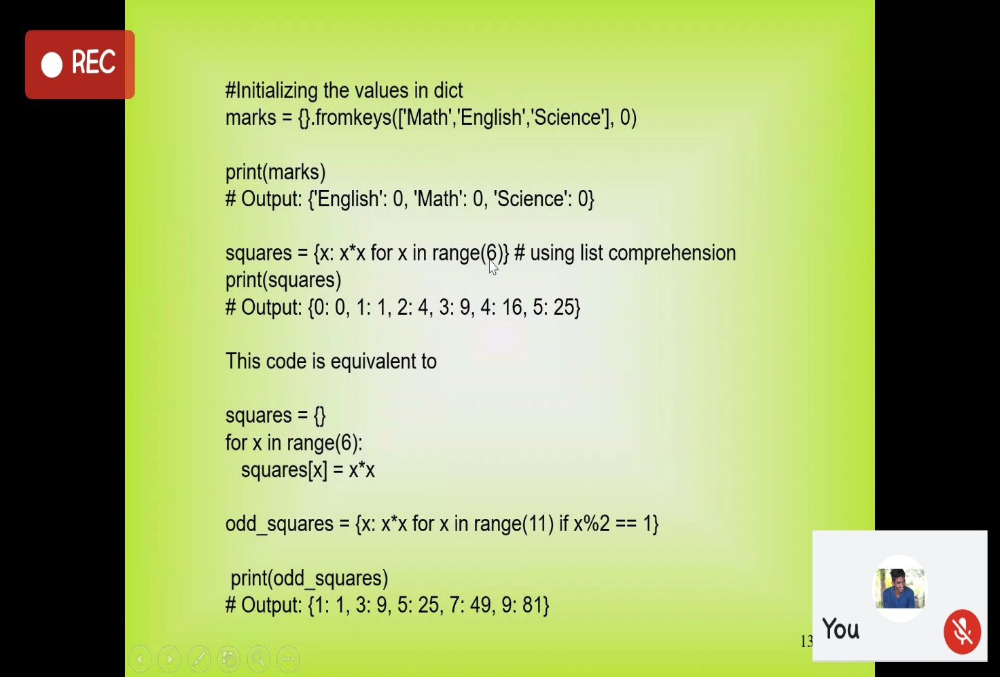 REC
#Initializing the values in dict
marks = {}.fromkeys(['Math','English','Science'], 0)
print(marks)
# Output: {'English': 0, 'Math': 0, 'Science': 0}
squares = {x: x*x for x in range(6)} # using list comprehension
print(squares)
# Output: {0: 0, 1: 1, 2: 4, 3: 9, 4: 16, 5: 25}
This code is equivalent to
squares = {}
for x in range(6):
squares[x] = x*x
odd_squares = {x: x*x for x in range(11) if x%2 == 1}
print(odd_squares)
# Output: {1: 1, 3: 9, 5: 25, 7: 49, 9: 81}
13
You